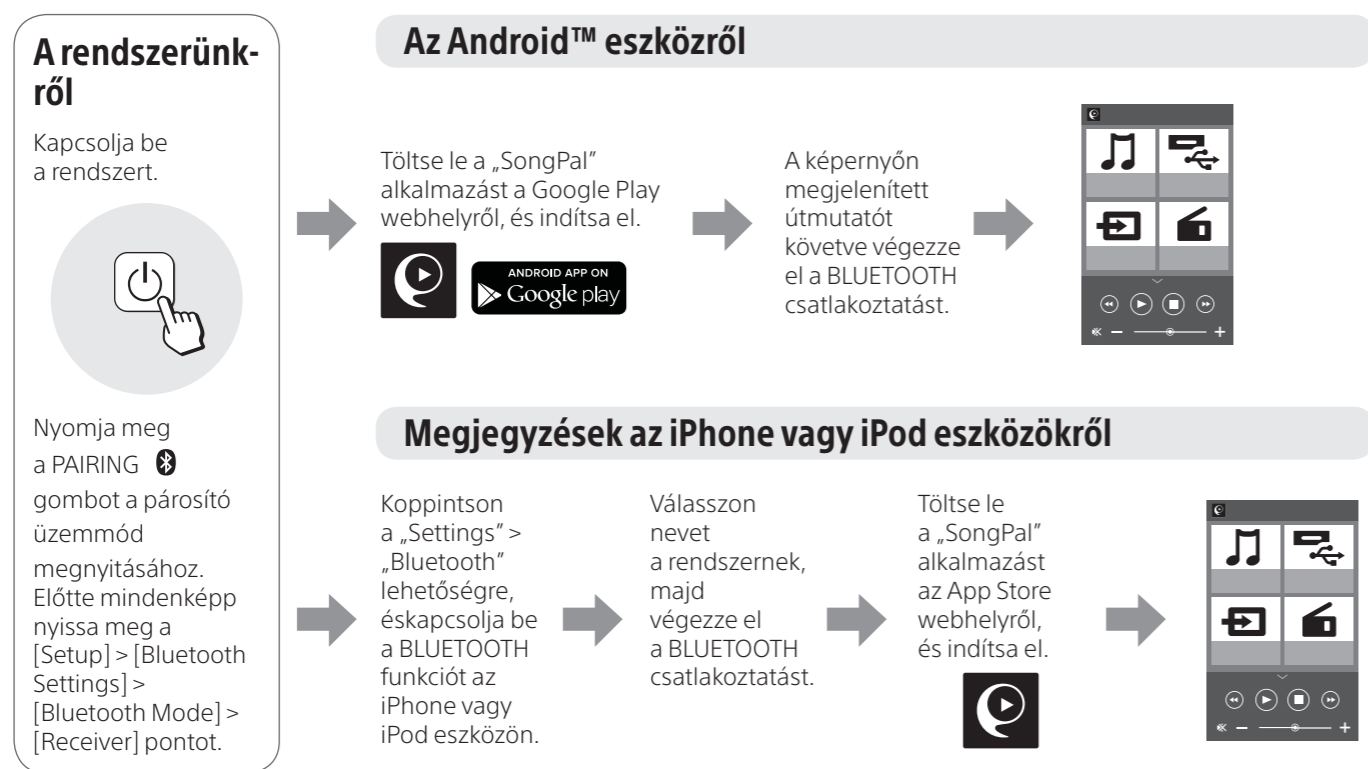 A rendszerünk-
ről
Kapcsolja be
a rendszert.
Nyomja meg
a PAIRING
gombot a párosító
üzemmód
megnyitásához.
Előtte mindenképp
nyissa meg a
[Setup] > [Bluetooth
Settings] >
[Bluetooth Mode] >
[Receiver] pontot.
Az Android™ eszközről
Töltse le a „SongPal”
alkalmazást a Google Play
webhelyről, és indítsa el.
ANDROID APP ON
Google play
A képernyőn
megjelenített
útmutatót
követve végezze
el a BLUETOOTH
csatlakoztatást.
Megjegyzések az iPhone vagy iPod eszközökről
Koppintson
a „Settings” >
„Bluetooth”
lehetőségre,
éskapcsolja be
a BLUETOOTH
funkciót az
iPhone vagy
iPod eszközön.
Válasszon
nevet
a rendszernek,
majd
végezze el
a BLUETOOTH
csatlakoztatást.
Töltse le
a „SongPal”
alkalmazást
az App Store
webhelyről,
és indítsa el.